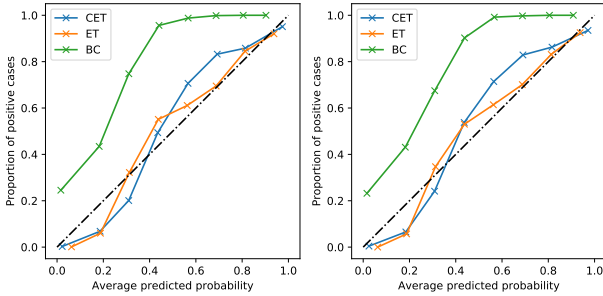 CET
ET
BC
Proportion of positive cases
1.0
0.8
0.6
0.4
0.2
0.0
0.0 0.2 0.4 0.6 0.8 1.0
Average predicted probability
CET
ET
BC
Proportion of positive cases
1.0
0.8
0.6
0.4
0.2
0.0
0.0 0.2 0.4 0.6 0.8 1.0
Average predicted probability